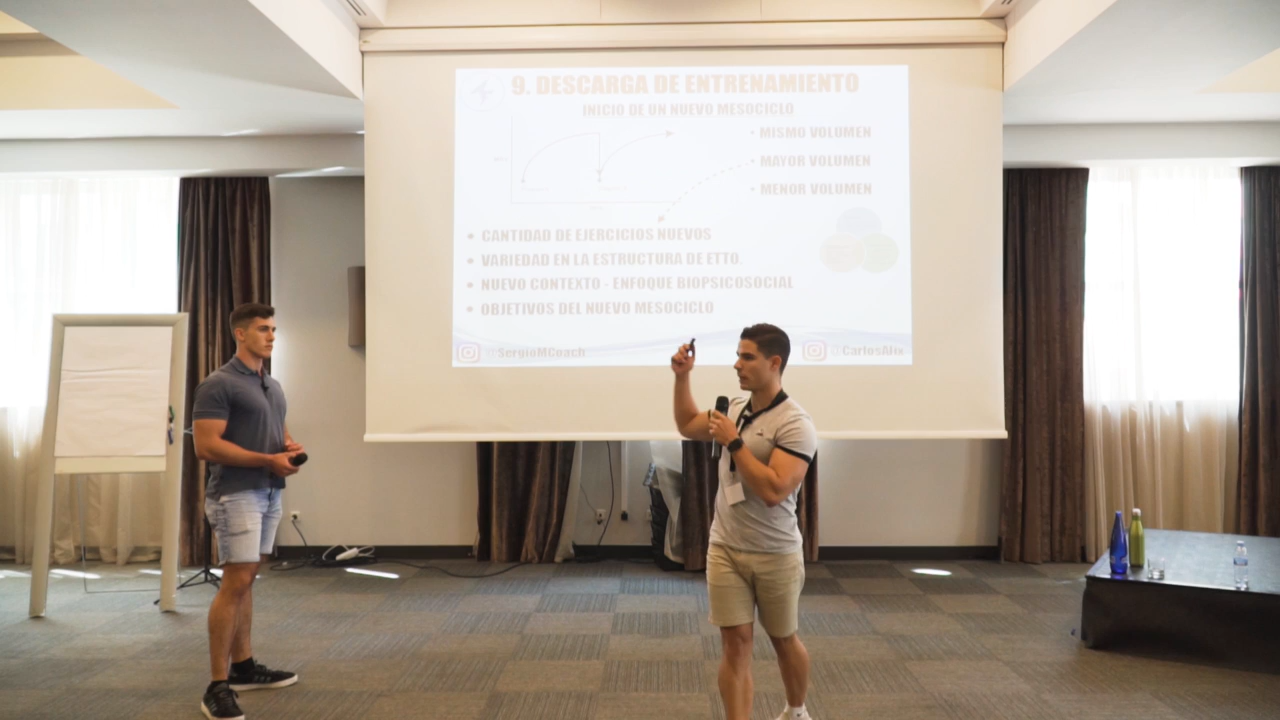 9. DESCARGA DE ENTRENAMIENTO
INICIO DE UN NUEVO MESOCICLO
• MISMO VOLUMEN
• MAYOR VOLUMEN
• MENOR VOLUMEN
• CANTIDAD DE EJERCICIOS NUEVOS
• VARIEDAD EN LA ESTRUCTURA DE ETTO.
• NUEVO CONTEXTO - ENFOQUE BIOPSICOSOCIAL
• OBJETIVOS DEL NUEVO MESOCICLO
@SergioMCoach
@CarlosAlix